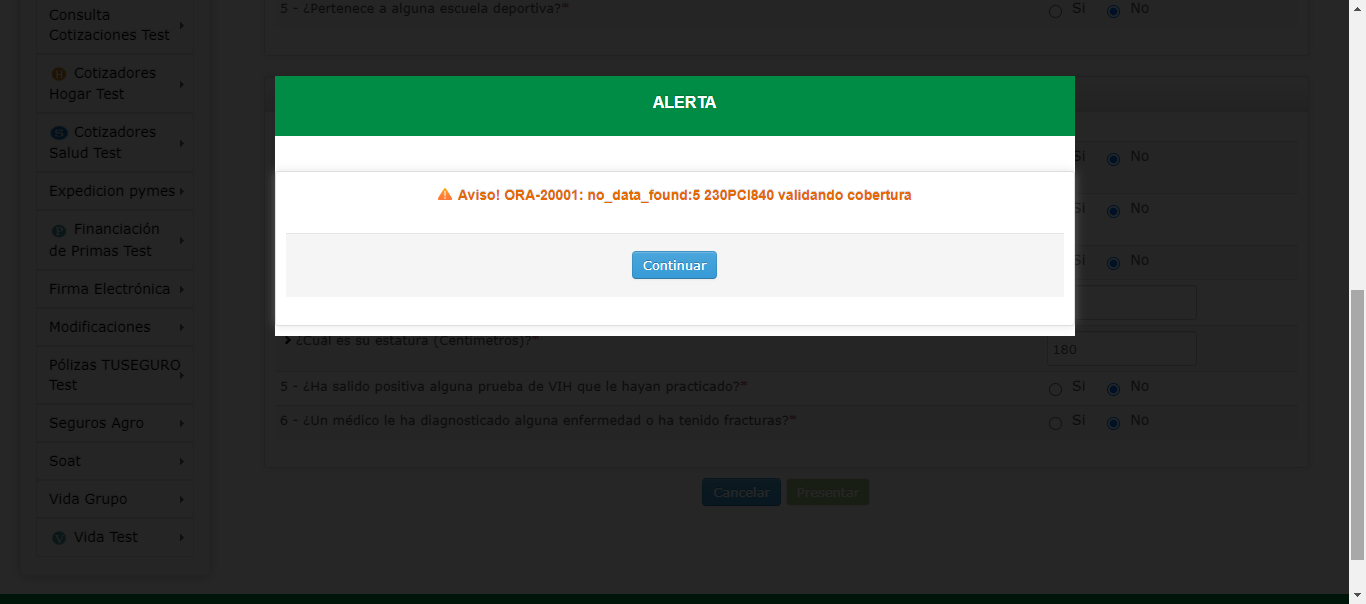 Consulta
Cotizaciones Test
Cotizadores
Hogar Test
Cotizadores
Salud Test
Expedicion pymes
Financiación
de Primas Test
Firma Electrónica
Modificaciones
Pólizas TUSEGURO
Test
Seguros Agro
Soat
Vida Grupo
Vida Test
5 - ¿Pertenece a alguna escuela deportiva?* Si No
ALERTA
Aviso! ORA-20001: no_data_found:5 230PCI840 validando cobertura
Continuar
Si No
Si No
Si No
¿Cuál es su estatura (Centímetros)?* 180
5 - ¿Ha salido positiva alguna prueba de VIH que le hayan practicado?* Si No
6 - ¿Un médico le ha diagnosticado alguna enfermedad o ha tenido fracturas?* Si No
Cancelar Presentar